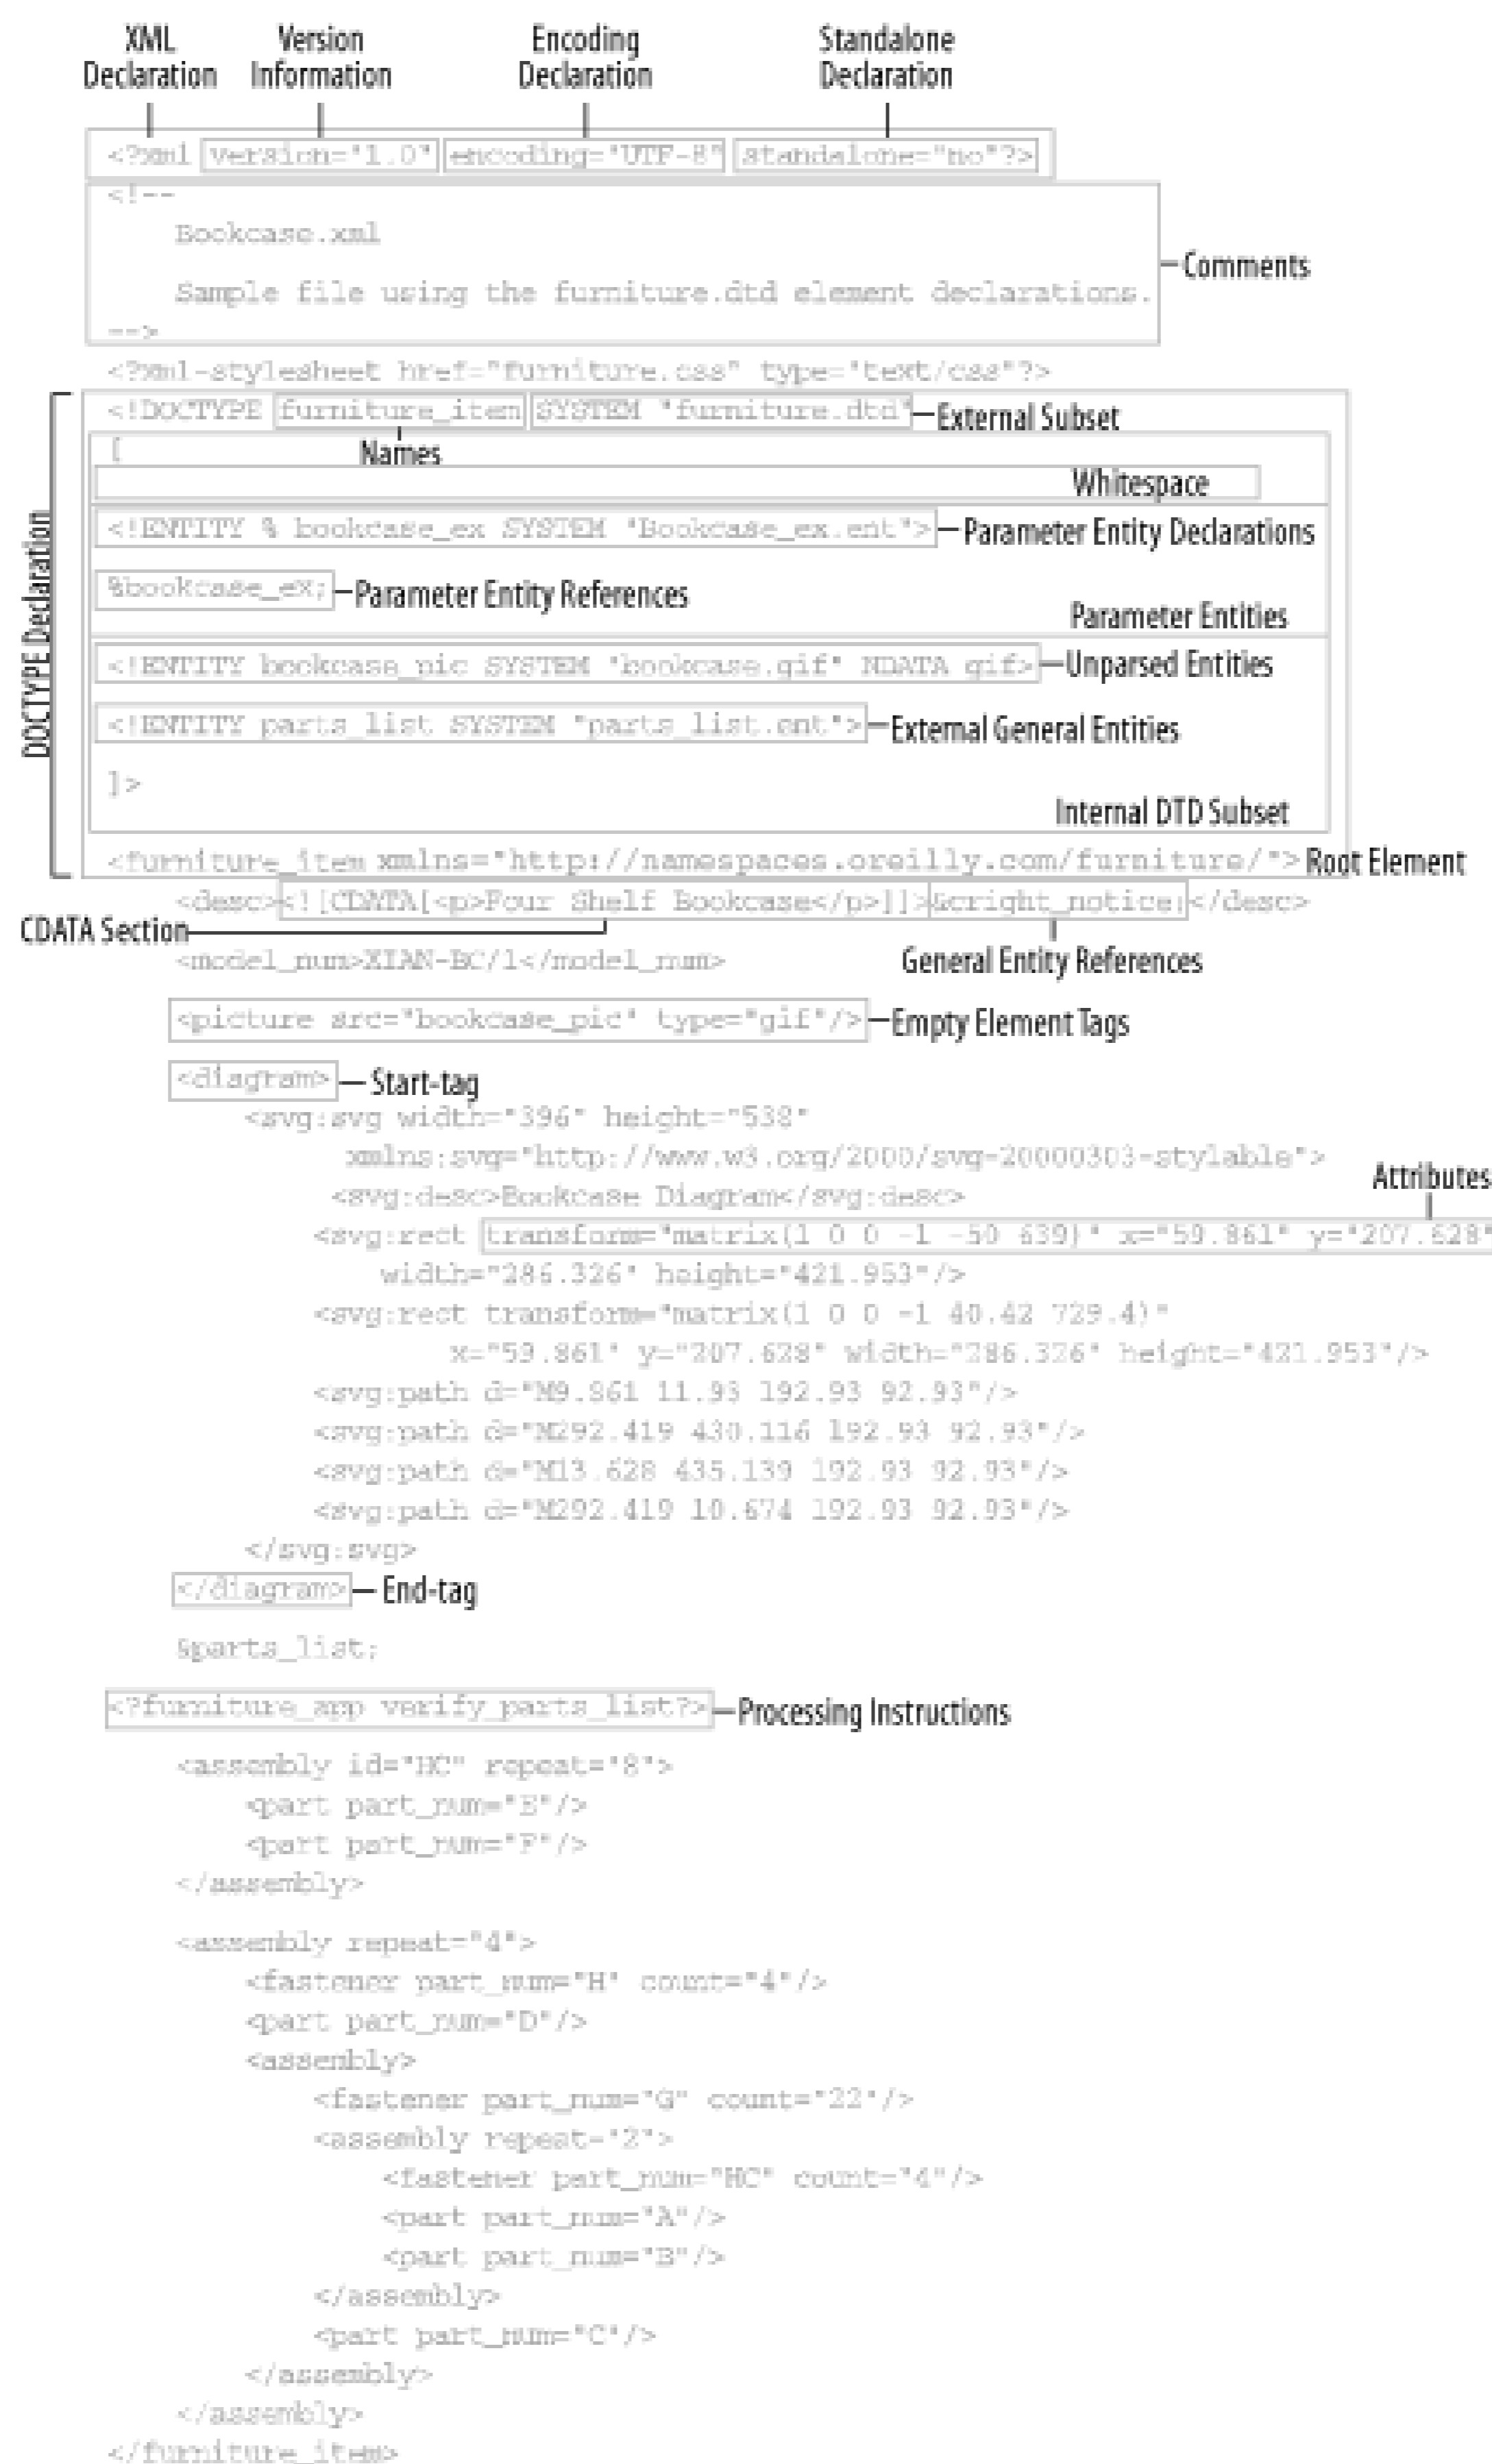 XML Declaration
Version Information
Encoding Declaration
Standalone Declaration
<?xml version="1.0" encoding="UTF-8" standalone="no"?>
<!--
Bookcase.xml
Comments
Sample file using the furniture.dtd element declarations.
-->
<?xml-stylesheet href="furniture.css" type="text/css"?>
<!DOCTYPE furniture_item SYSTEM "furniture.dtd" External Subset
[
Names
Whitespace
<!ENTITY % bookcase_ex SYSTEM "Bookcase_ex.ent"> Parameter Entity Declarations
%bookcase_ex; Parameter Entity References
Parameter Entities
<!ENTITY bookcase_pic SYSTEM "bookcase.gif" NDATA gif> Unparsed Entities
<!ENTITY parts_list SYSTEM "parts_list.ent"> External General Entities
]>
Internal DTD Subset
DOCTYPE Declaration
<furniture_item xmlns="http://namespaces.oreilly.com/furniture/"> Root Element
<desc><![CDATA[<p>Four Shelf Bookcase</p>]]>&cright_notice;</desc>
CDATA Section
<model_num>XIAN-BC/1</model_num>
General Entity References
<picture src="bookcase_pic" type="gif"/> Empty Element Tags
<diagram> Start-tag
<svg:svg width="396" height="538"
xmlns:svg="http://www.w3.org/2000/svg-20000303-stylable">
Attributes
<svg:desc>Bookcase Diagram</svg:desc>
<svg:rect transform="matrix(1 0 0 -1 -50 639)" x="59.861" y="207.628"
width="286.326" height="421.953"/>
<svg:rect transform="matrix(1 0 0 -1 40.42 729.4)"
x="59.861" y="207.628" width="286.326" height="421.953"/>
<svg:path d="M9.861 11.93 192.93 92.93"/>
<svg:path d="M292.419 430.116 192.93 92.93"/>
<svg:path d="M13.628 435.139 192.93 92.93"/>
<svg:path d="M292.419 10.674 192.93 92.93"/>
</svg:svg>
</diagram> End-tag
&parts_list;
<?furniture_app verify_parts_list?> Processing Instructions
<assembly id="HC" repeat="8">
<part part_num="E"/>
<part part_num="F"/>
</assembly>
<assembly repeat="4">
<fastener part_num="H" count="4"/>
<part part_num="D"/>
<assembly>
<fastener part_num="G" count="22"/>
<assembly repeat="2">
<fastener part_num="HC" count="4"/>
<part part_num="A"/>
<part part_num="B"/>
</assembly>
<part part_num="C"/>
</assembly>
</assembly>
</furniture_item>